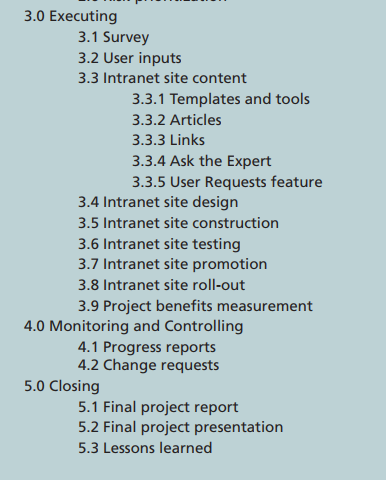 3.0 Executing
3.1 Survey
3.2 User inputs
3.3 Intranet site content
3.3.1 Templates and tools
3.3.2 Articles
3.3.3 Links
3.3.4 Ask the Expert
3.3.5 User Requests feature
3.4 Intranet site design
3.5 Intranet site construction
3.6 Intranet site testing
3.7 Intranet site promotion
3.8 Intranet site roll-out
3.9 Project benefits measurement
4.0 Monitoring and Controlling
4.1 Progress reports
4.2 Change requests
5.0 Closing
5.1 Final project report
5.2 Final project presentation
5.3 Lessons learned